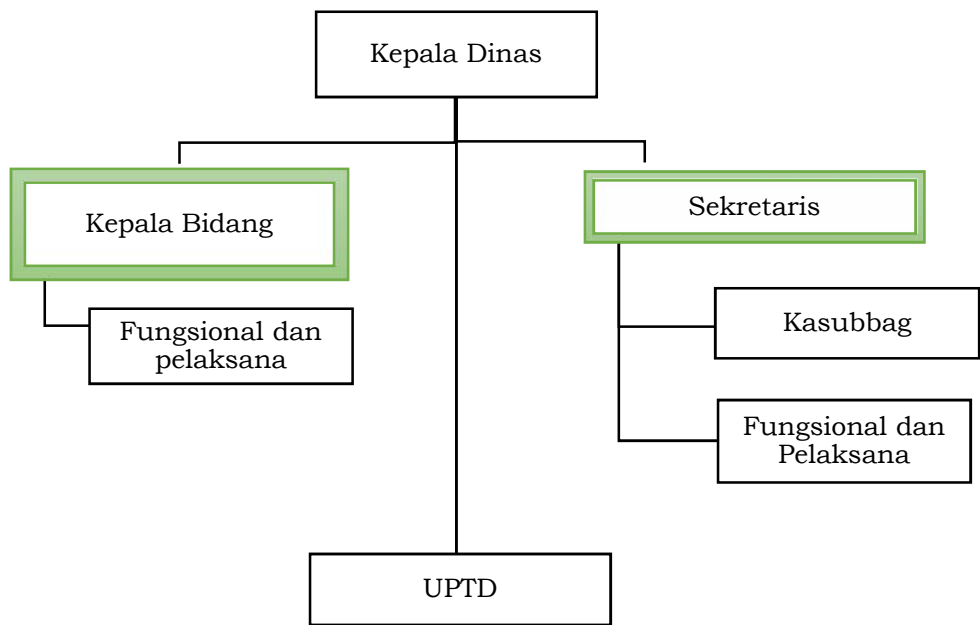 Kepala Dinas
Kepala Bidang
Sekretaris
Fungsional dan
pelaksana
Kasubbag
Fungsional dan
Pelaksana
UPTD